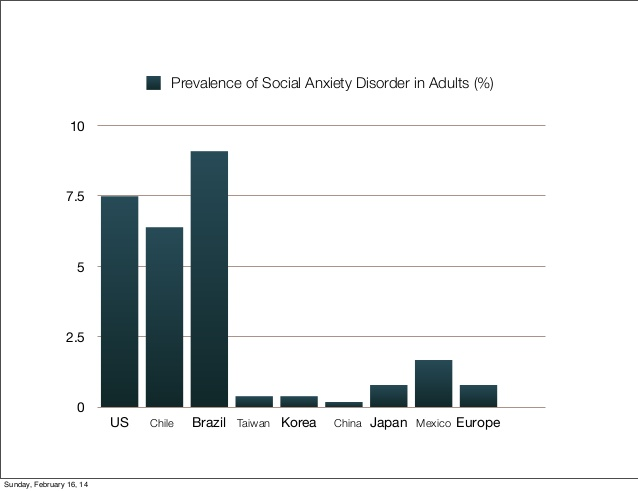 Prevalence of Social Anxiety Disorder in Adults (%)
10
7.5
5
2.5
0
US Chile Brazil Taiwan Korea China Japan Mexico Europe
Sunday, February 16, 14